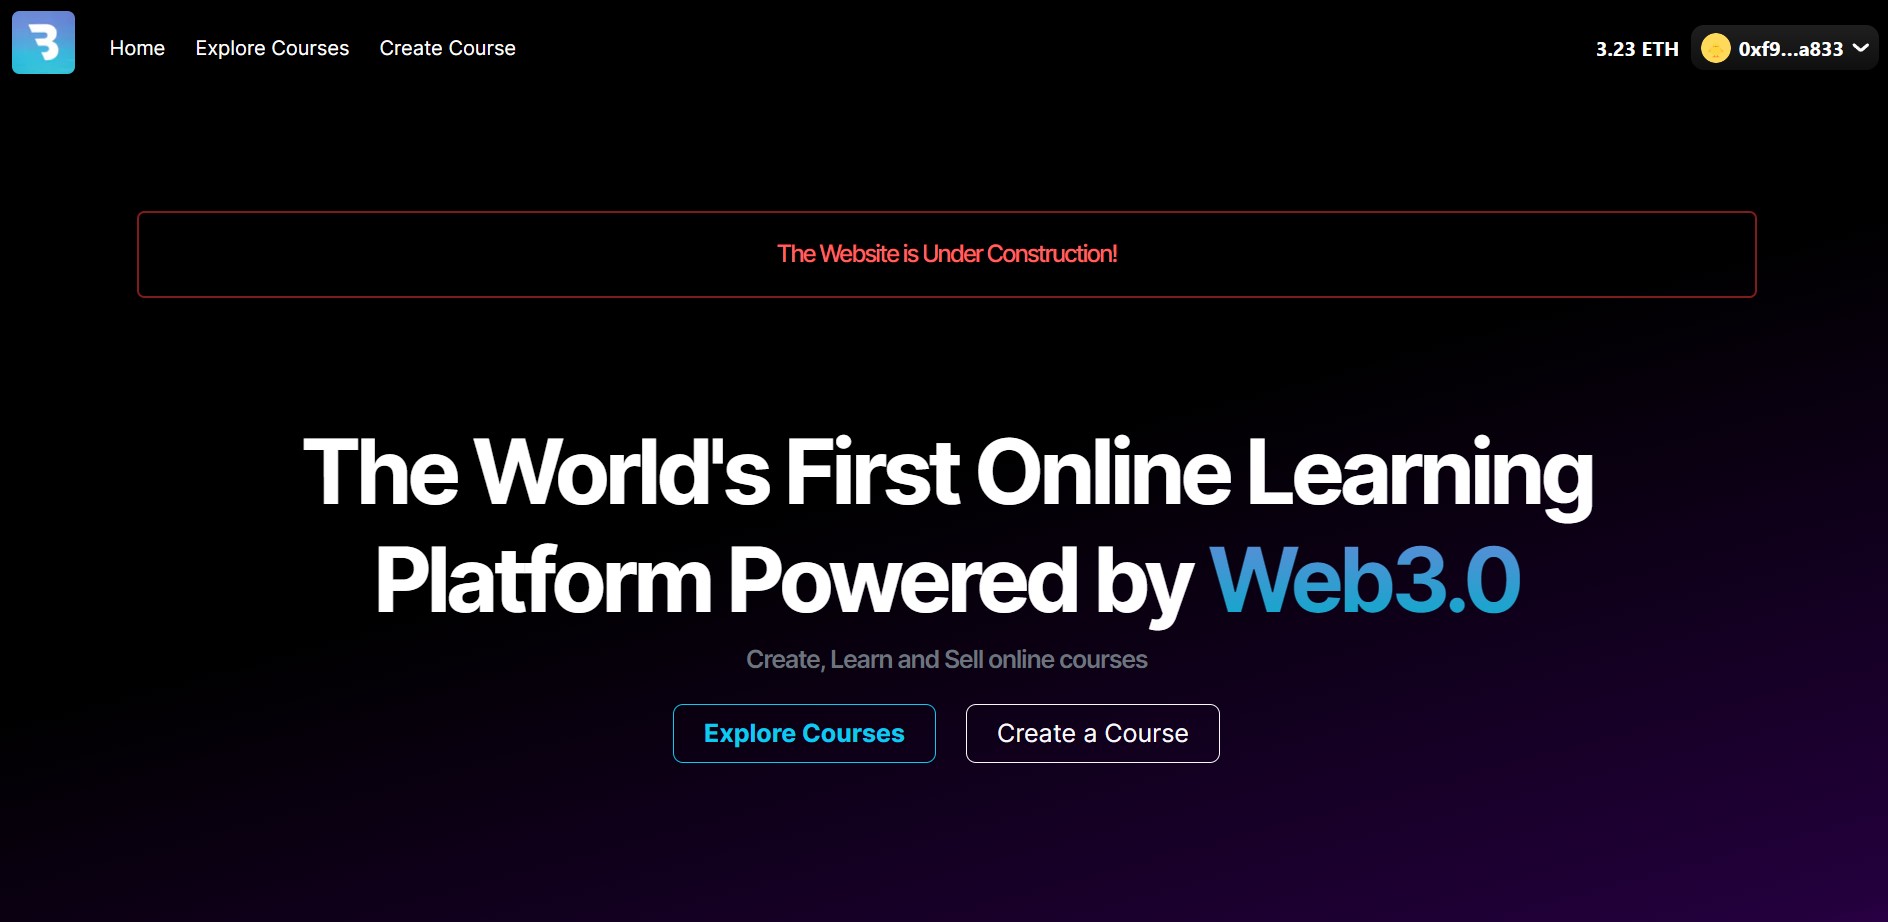 Home
Explore Courses
Create Course
3.23 ETH
0xf9...a833
The Website is Under Construction!
The World's First Online Learning
Platform Powered by Web3.0
Create, Learn and Sell online courses
Explore Courses
Create a Course